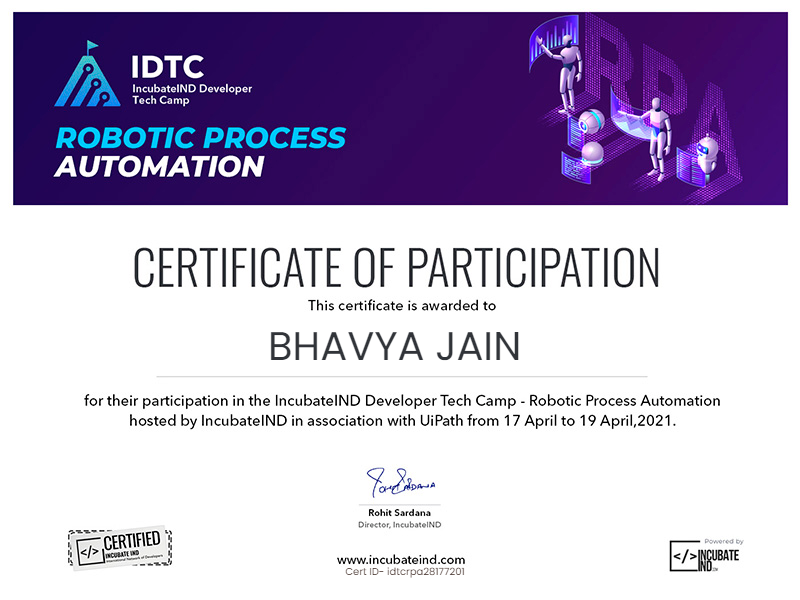 IDTC
IncubateIND Developer
Tech Camp
ROBOTIC PROCESS
AUTOMATION
RPA
CERTIFICATE OF PARTICIPATION
This certificate is awarded to
BHAVYA JAIN
for their participation in the IncubateIND Developer Tech Camp - Robotic Process Automation
hosted by IncubateIND in association with UiPath from 17 April to 19 April,2021.
Rohit Sardana
Rohit Sardana
Director, IncubateIND
</> CERTIFIED
INCUBATE IND
International Network of Developers
www.incubateind.com
Cert ID- idtcrpa28177201
Powered by
</> INCUBATE
IND.COM